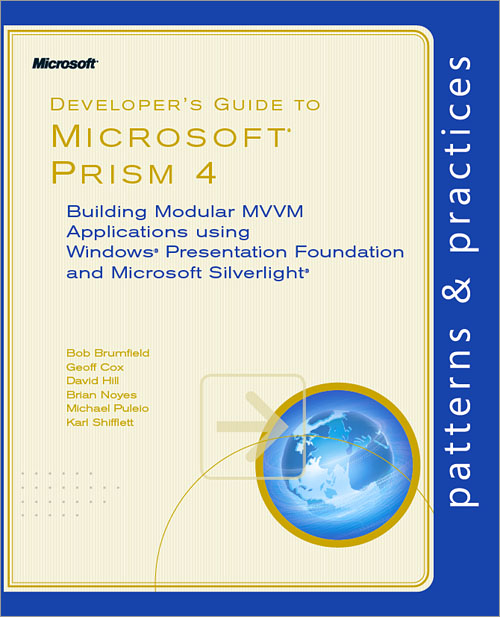 Microsoft®
DEVELOPER'S GUIDE TO
MICROSOFT®
PRISM 4
Building Modular MVVM
Applications using
Windows® Presentation Foundation
and Microsoft Silverlight®
Bob Brumfield
Geoff Cox
David Hill
Brian Noyes
Michael Puleio
Karl Shifflett
patterns & practices